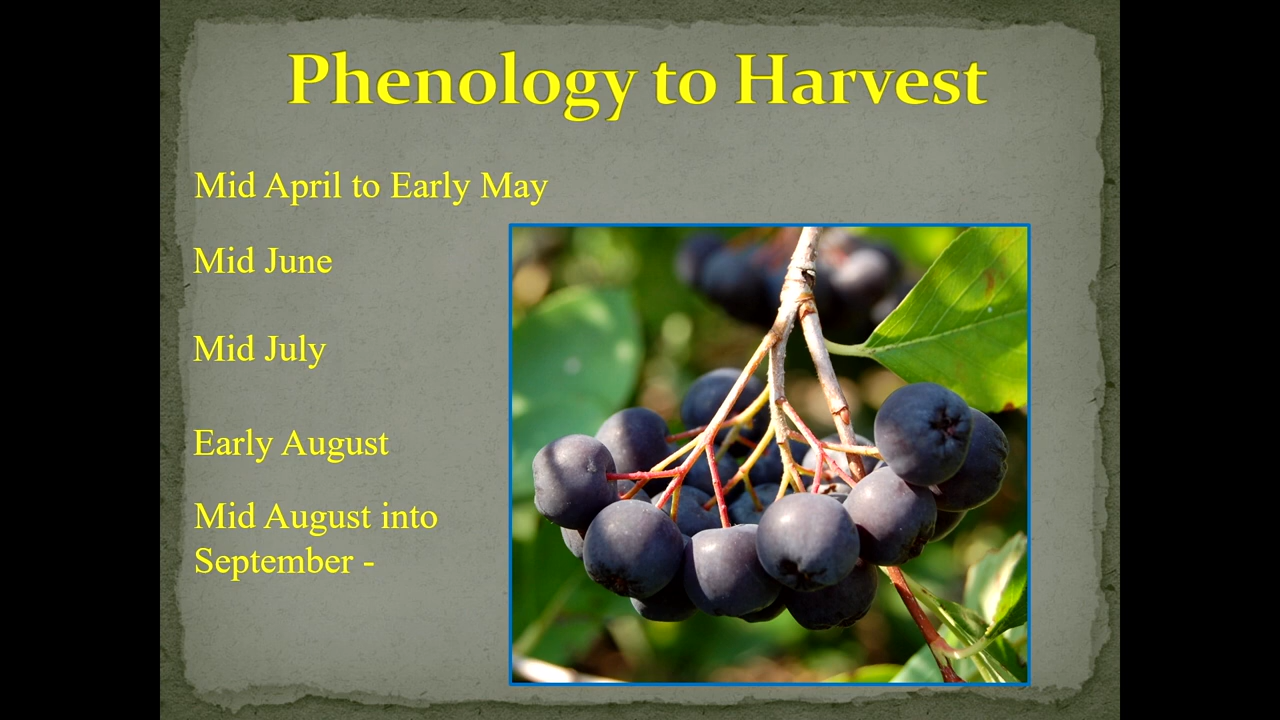 Phenology to Harvest
Mid April to Early May
Mid June
Mid July
Early August
Mid August into
September -